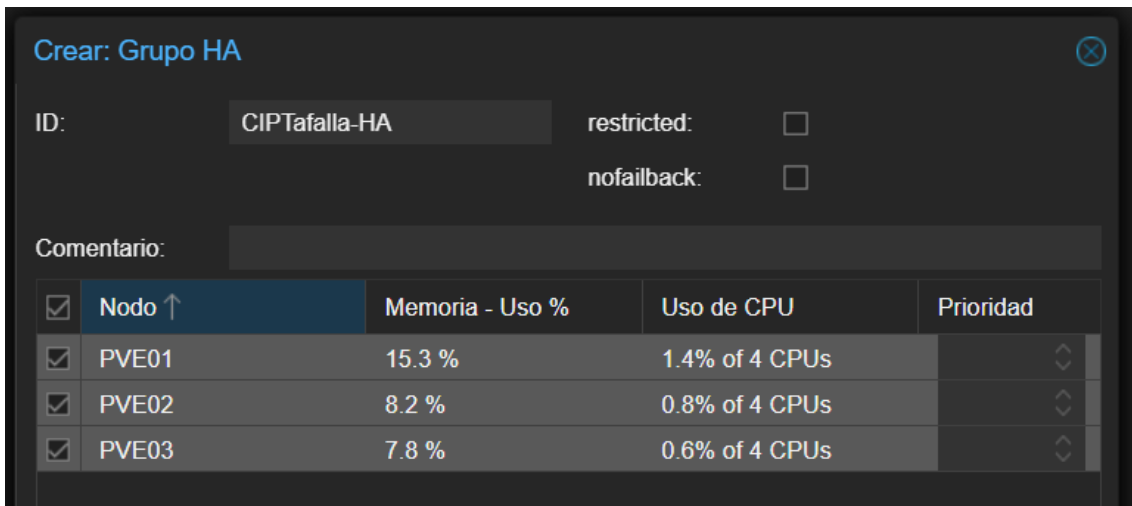 Crear: Grupo HA
ID: CIPTafalla-HA restricted:
nofailback:
Comentario:
Nodo Memoria - Uso % Uso de CPU Prioridad
PVE01 15.3 % 1.4% of 4 CPUs
PVE02 8.2 % 0.8% of 4 CPUs
PVE03 7.8 % 0.6% of 4 CPUs